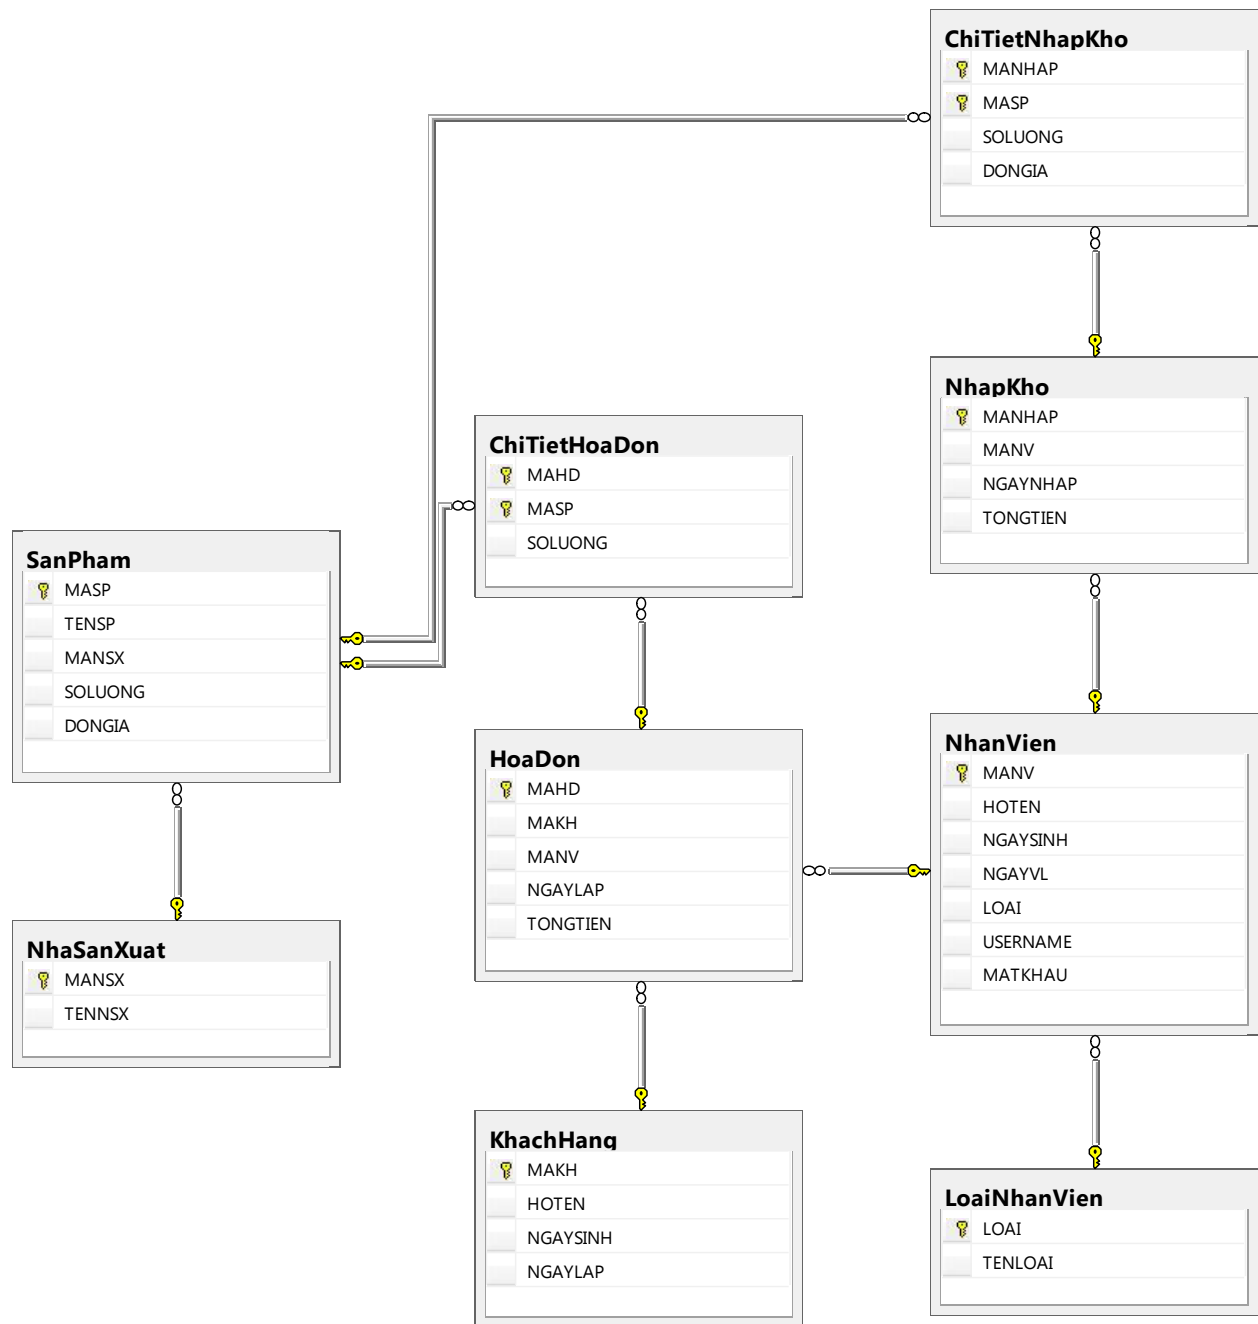 ChiTietNhapKho
MANHAP
MASP
SOLUONG
DONGIA
NhapKho
MANHAP
MANV
NGAYNHAP
TONGTIEN
ChiTietHoaDon
MAHD
MASP
SOLUONG
SanPham
MASP
TENSP
MANSX
SOLUONG
DONGIA
HoaDon
MAHD
MAKH
MANV
NGAYLAP
TONGTIEN
NhanVien
MANV
HOTEN
NGAYSINH
NGAYVL
LOAI
USERNAME
MATKHAU
NhaSanXuat
MANSX
TENNSX
KhachHang
MAKH
HOTEN
NGAYSINH
NGAYLAP
LoaiNhanVien
LOAI
TENLOAI